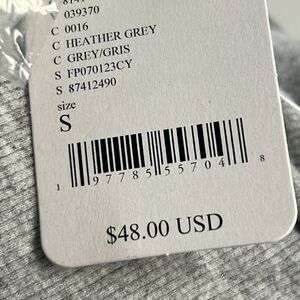 V 039370
C 0016
C HEATHER GREY
C GREY/GRIS
S FP070123CY
S 87412490
size
S
1 97785 55704 8
$48.00 USD